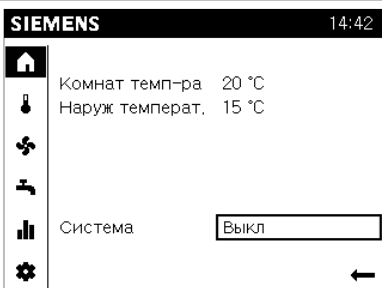 SIEMENS 14:42
Комнат темп-ра 20 °C
Наруж температ. 15 °C
Система Выкл